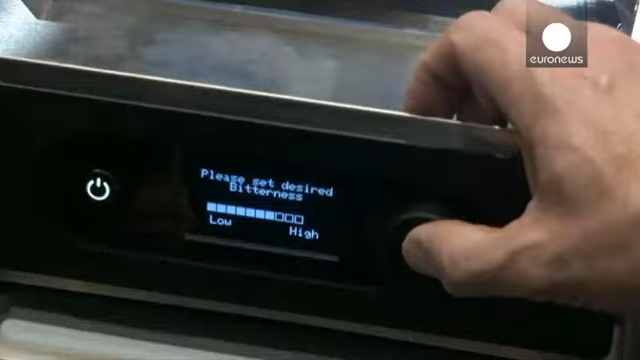 euronews
Please set desired
Bitterness
Low
High